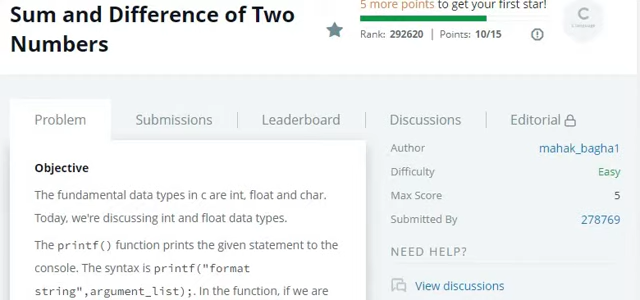 Sum and Difference of Two
Numbers
5 more points to get your first star!
Rank: 292620 | Points: 10/15
C
Problem
Submissions
Leaderboard
Discussions
Editorial
Objective
The fundamental data types in c are int, float and char.
Today, we're discussing int and float data types.
The printf() function prints the given statement to the
console. The syntax is printf("format
string",argument_list);. In the function, if we are
Author mahak_bagha1
Difficulty Easy
Max Score 5
Submitted By 278769
NEED HELP?
View discussions